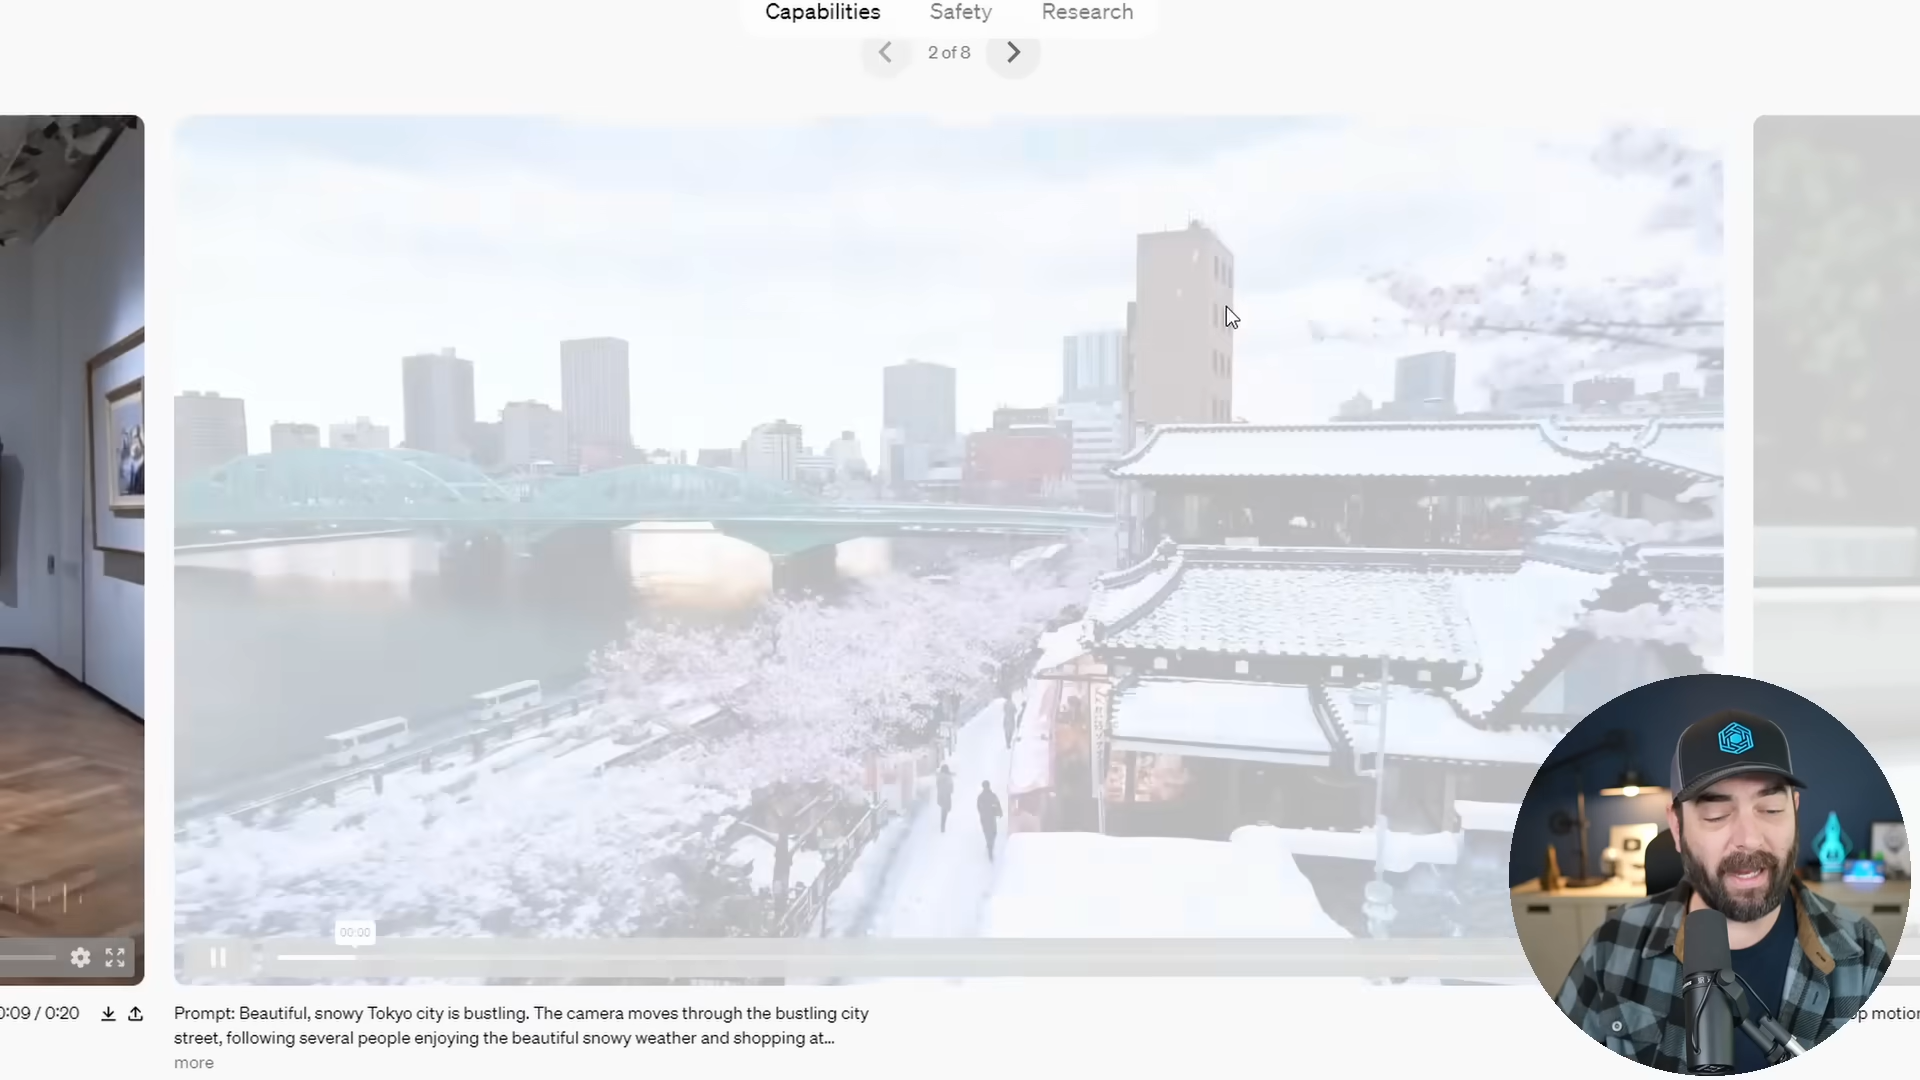 Capabilities Safety Research
2 of 8
00:00
0:09 / 0:20
Prompt: Beautiful, snowy Tokyo city is bustling. The camera moves through the bustling city
street, following several people enjoying the beautiful snowy weather and shopping at...
more
op motion